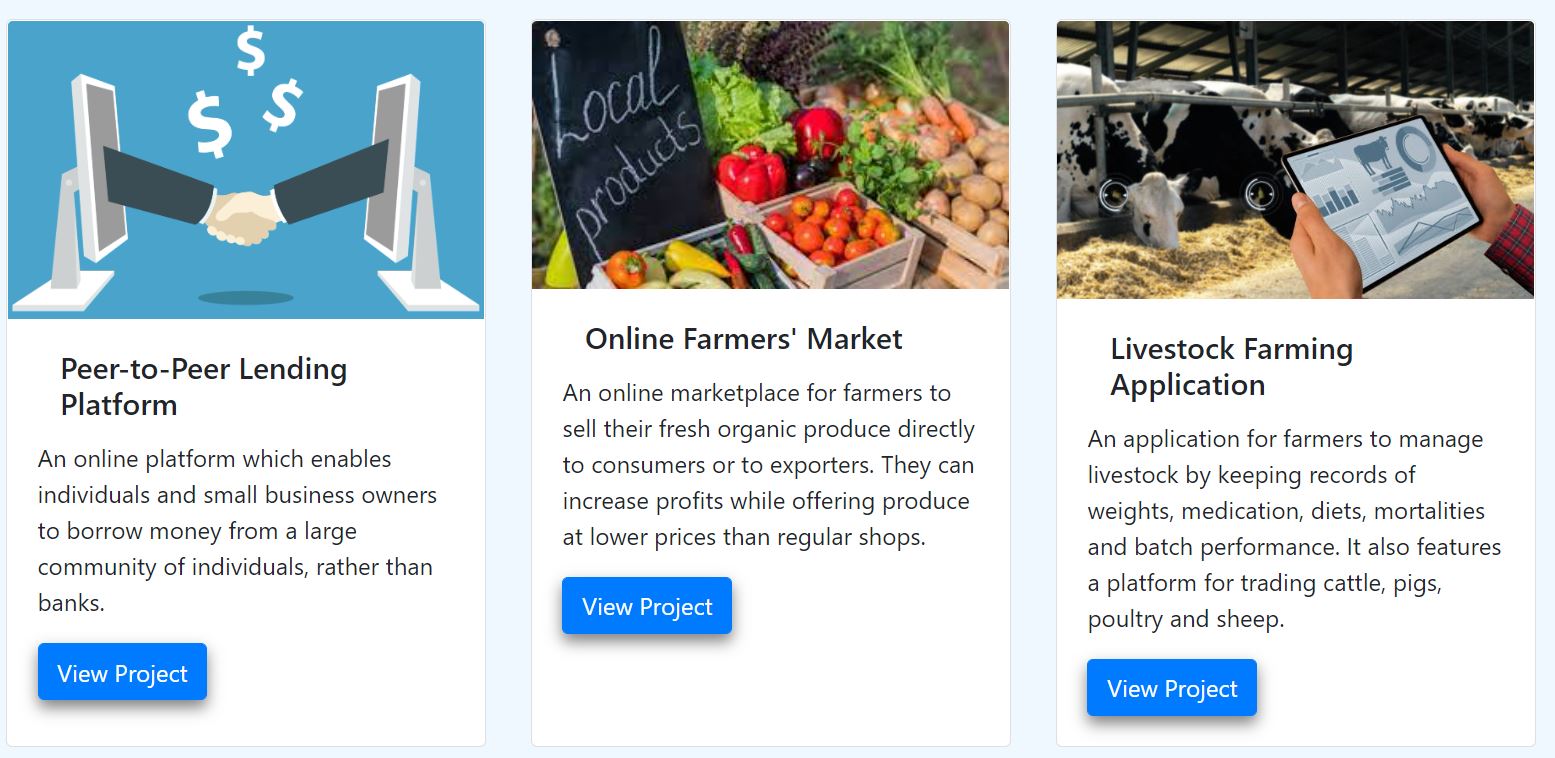 $
$
$
Peer-to-Peer Lending
Platform
An online platform which enables
individuals and small business owners
to borrow money from a large
community of individuals, rather than
banks.
View Project
Local
products
Online Farmers' Market
An online marketplace for farmers to
sell their fresh organic produce directly
to consumers or to exporters. They can
increase profits while offering produce
at lower prices than regular shops.
View Project
Livestock Farming
Application
An application for farmers to manage
livestock by keeping records of
weights, medication, diets, mortalities
and batch performance. It also features
a platform for trading cattle, pigs,
poultry and sheep.
View Project